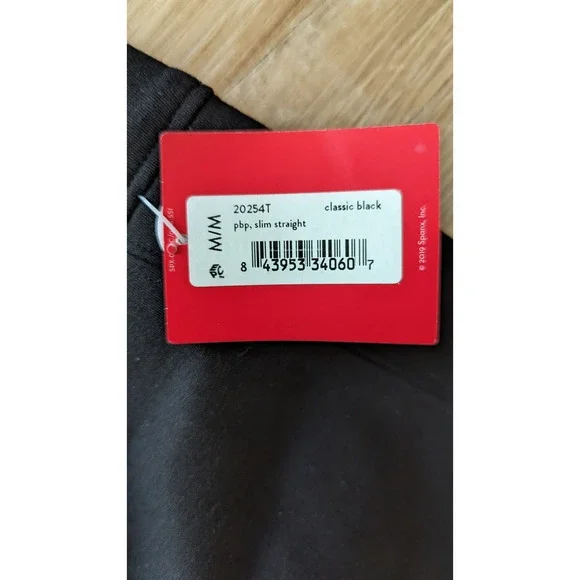 M/M
20254T classic black
pbp, slim straight
8 43953 34060 7
© 2019 Spanx, Inc.